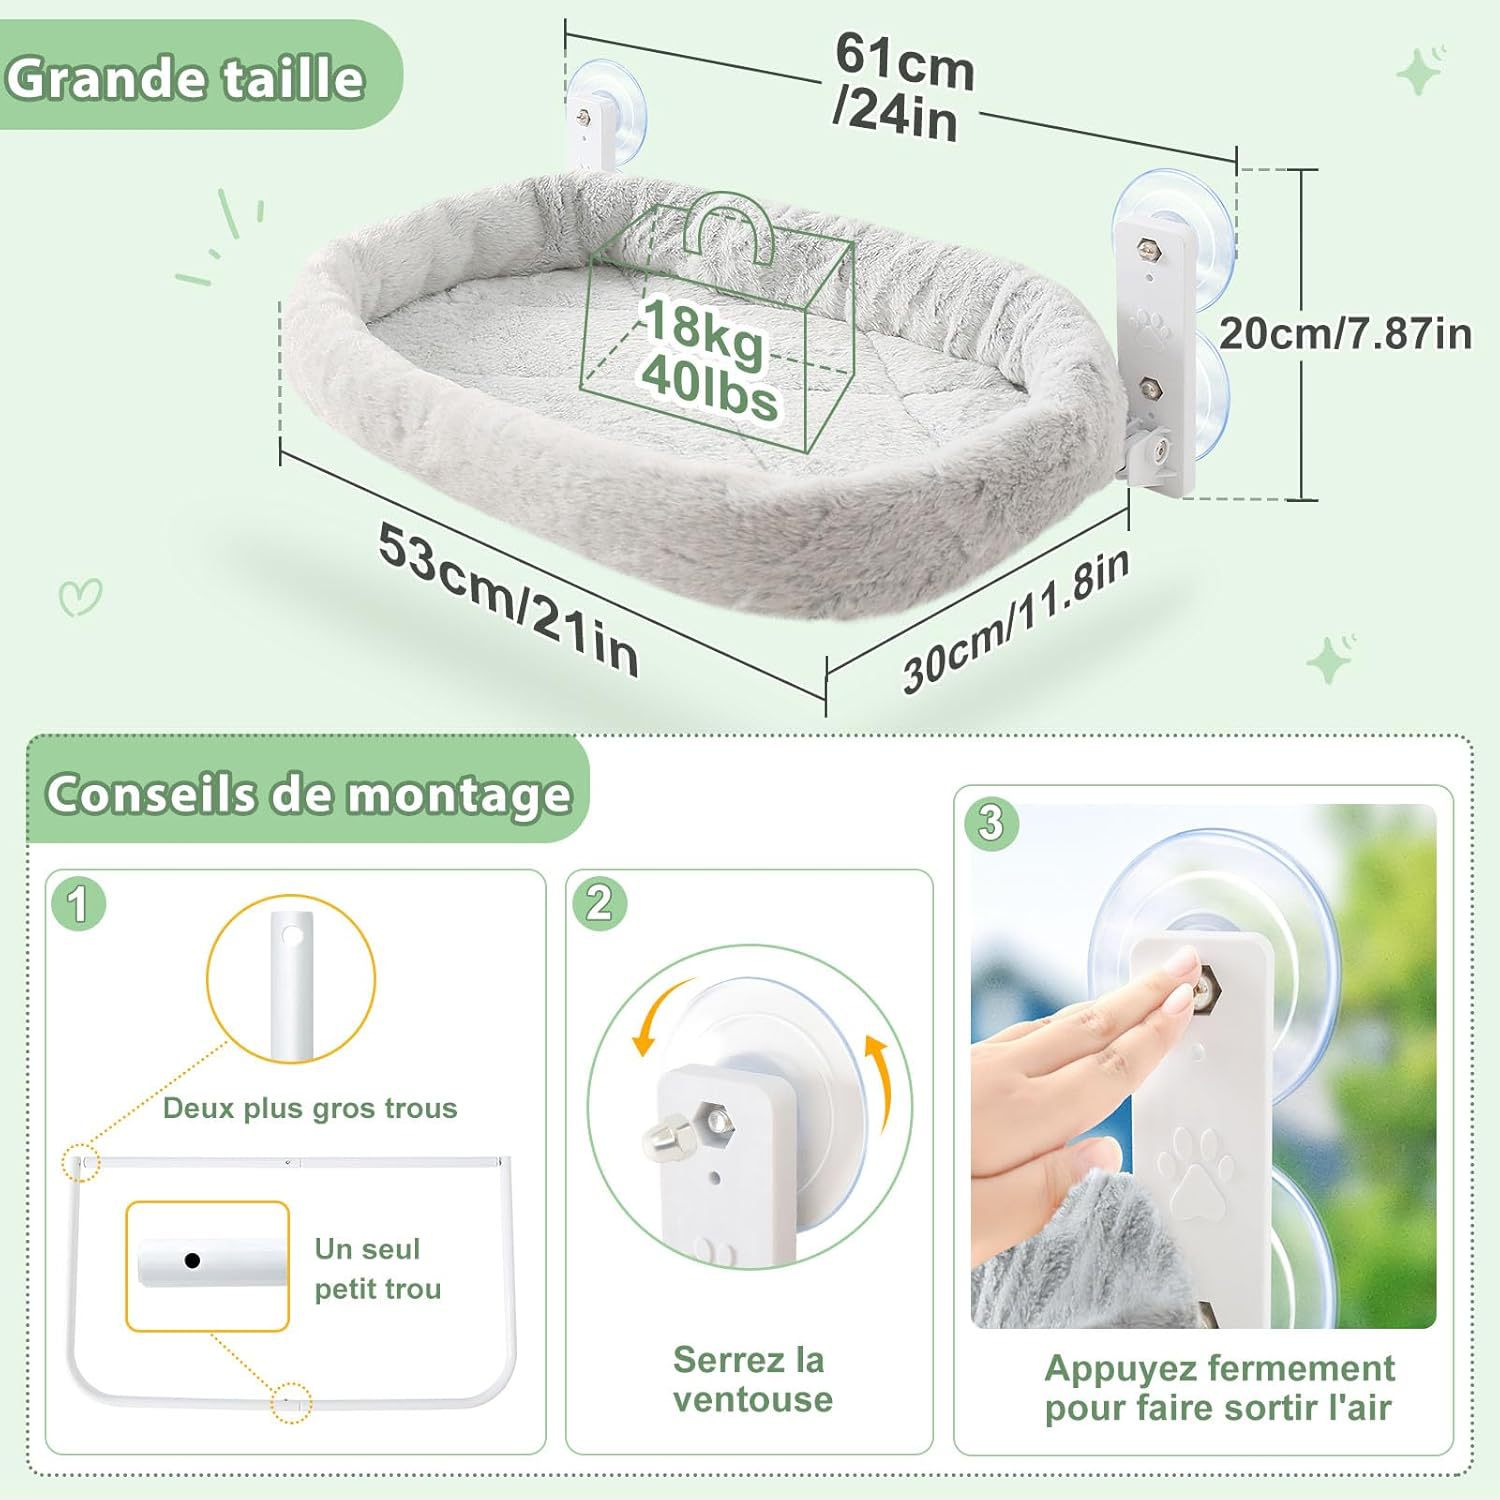 Grande taille
61cm
/24in
20cm/7.87in
18kg
40lbs
53cm/21in
30cm/11.8in
Conseils de montage
1
Deux plus gros trous
Un seul
petit trou
2
Serrez la
ventouse
3
Appuyez fermement
pour faire sortir l'air